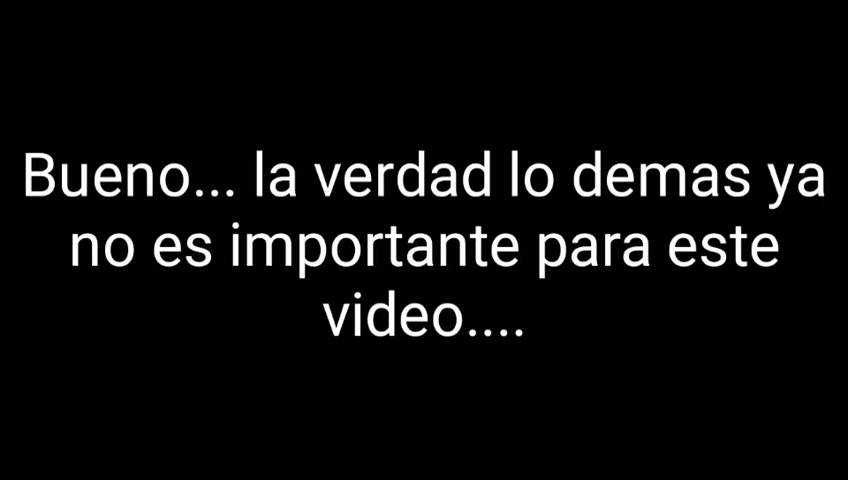 Bueno... la verdad lo demas ya
no es importante para este
video....